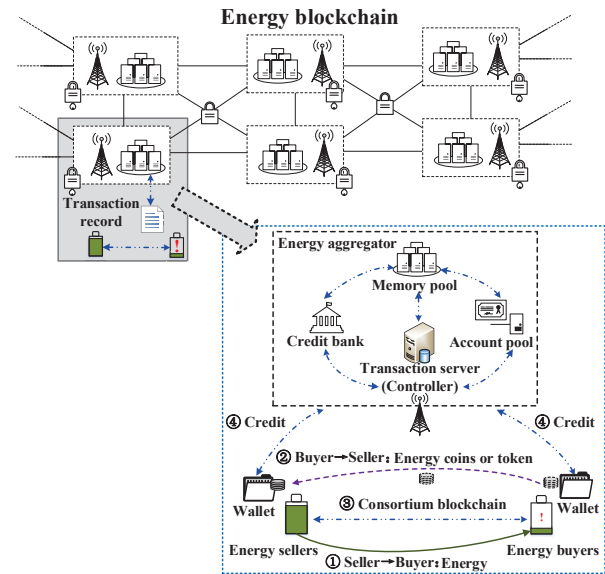 Energy blockchain
Transaction
record
Energy aggregator
Memory pool
Credit bank
Account pool
Transaction server
(Controller)
④ Credit
④ Credit
② Buyer→Seller: Energy coins or token
Wallet
Wallet
③ Consortium blockchain
Energy sellers
Energy buyers
① Seller→Buyer: Energy